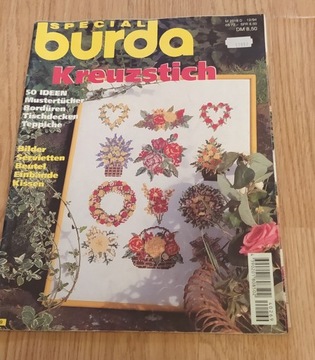 SPECIAL
burda
DM 8,50
Kreuzstich
50 IDEEN
Mustertücher
Bordüren
Tischdecken
Teppiche
Bilder
Servietten
Beutel
Einbände
Kissen